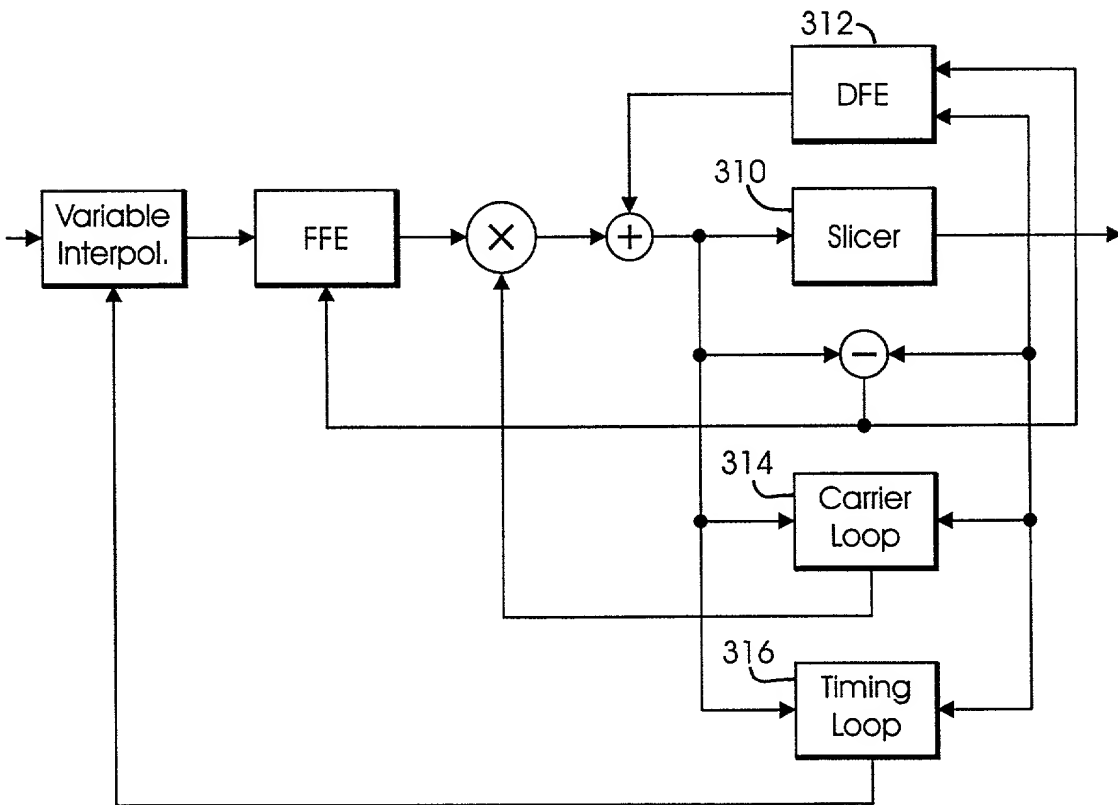 312
DFE
310
Variable
Interpol.
FFE
×
+
Slicer
−
314
Carrier
Loop
316
Timing
Loop